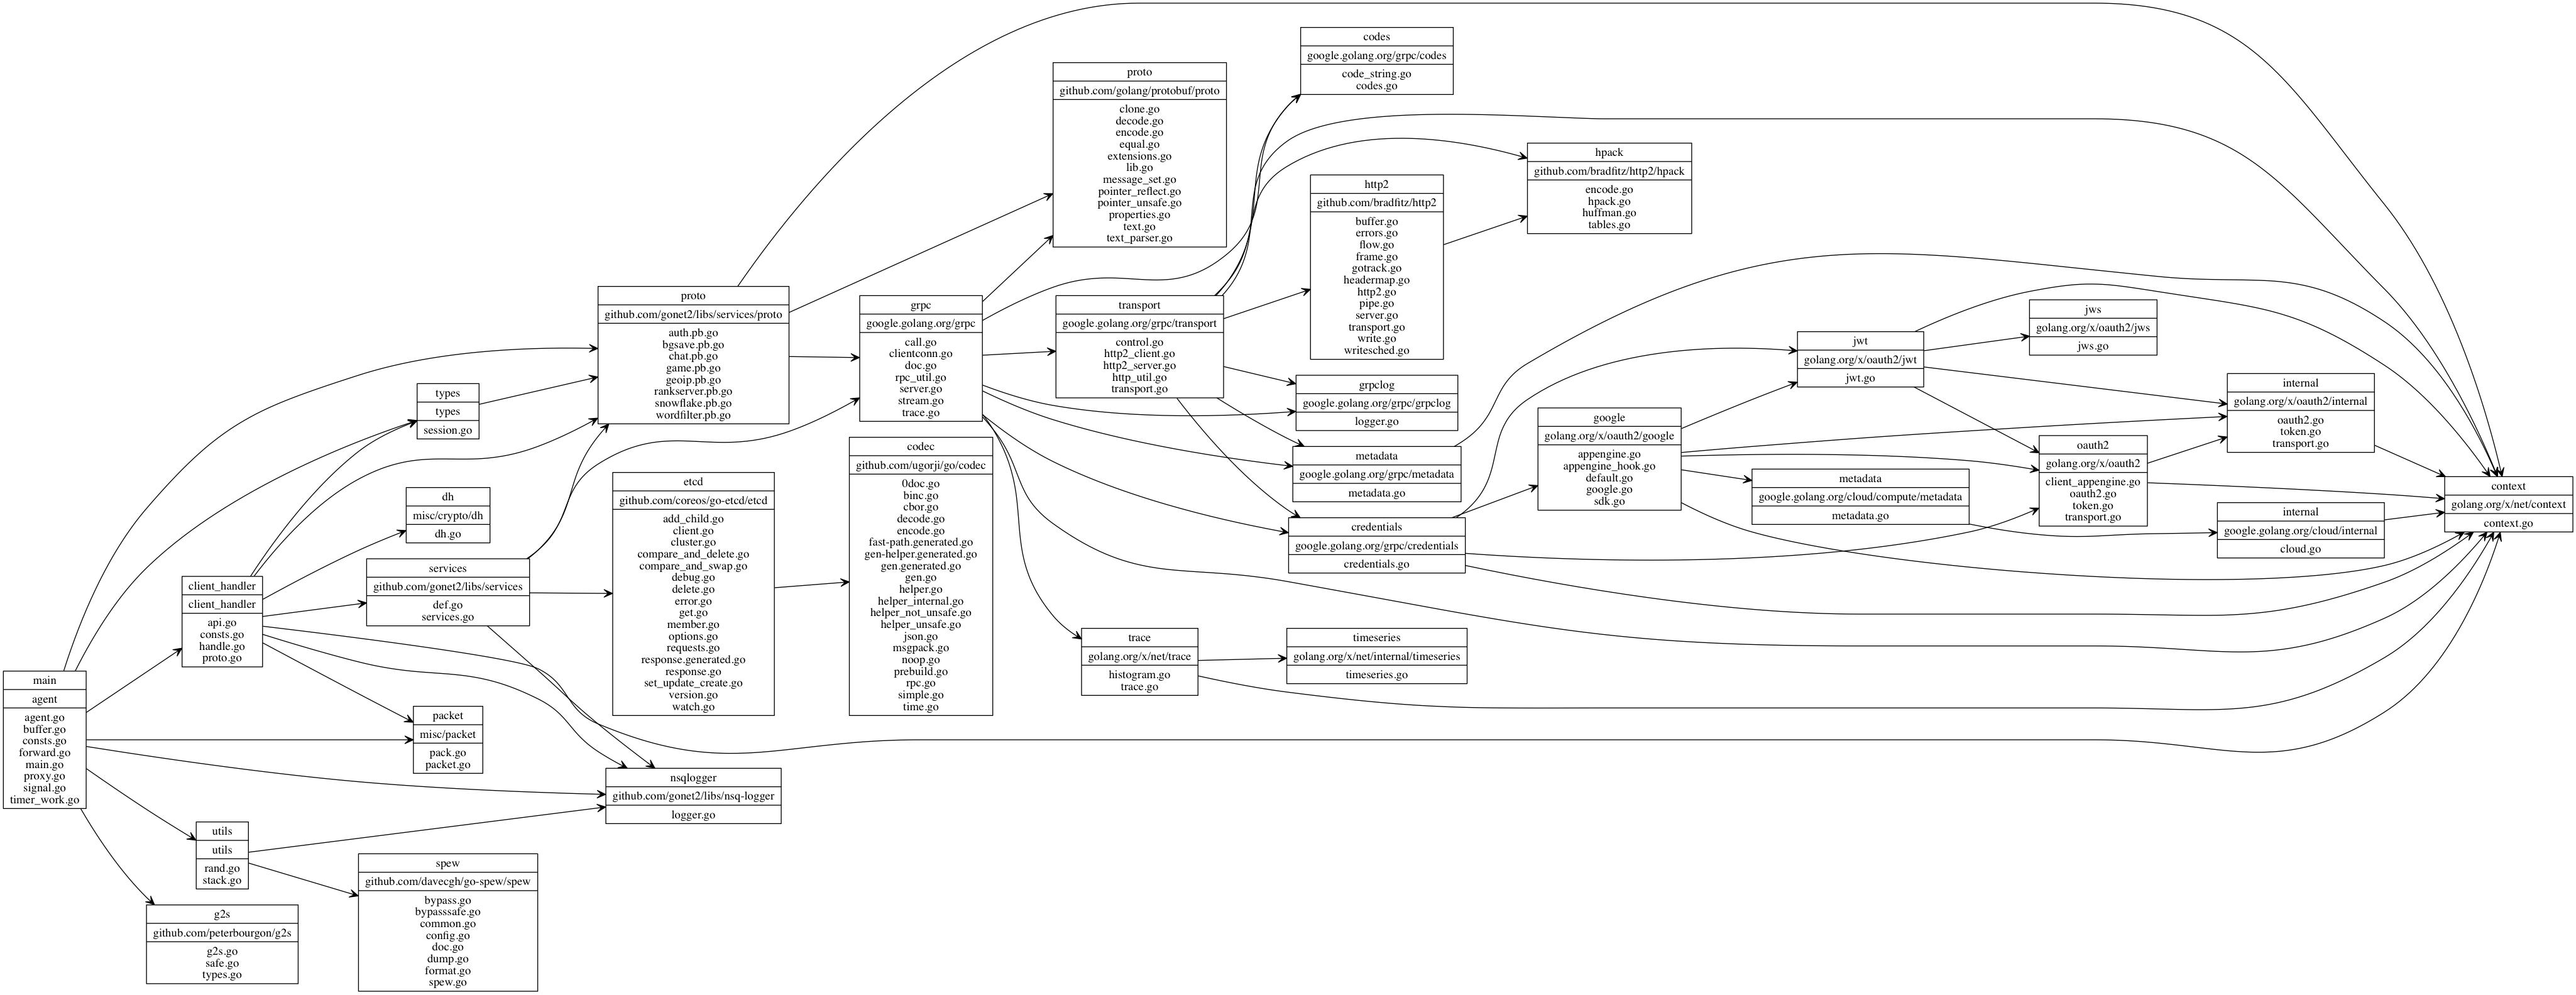 main
agent
agent.go
buffer.go
consts.go
forward.go
main.go
proxy.go
signal.go
timer_work.go
client_handler
client_handler
api.go
consts.go
handle.go
proto.go
utils
utils
rand.go
stack.go
g2s
github.com/peterbourgon/g2s
g2s.go
safe.go
types.go
types
types
session.go
dh
misc/crypto/dh
dh.go
services
github.com/gonet2/libs/services
def.go
services.go
packet
misc/packet
pack.go
packet.go
spew
github.com/davecgh/go-spew/spew
bypass.go
bypasssafe.go
common.go
config.go
doc.go
dump.go
format.go
spew.go
proto
github.com/gonet2/libs/services/proto
auth.pb.go
bgsave.pb.go
chat.pb.go
game.pb.go
geoip.pb.go
rankserver.pb.go
snowflake.pb.go
wordfilter.pb.go
etcd
github.com/coreos/go-etcd/etcd
add_child.go
client.go
cluster.go
compare_and_delete.go
compare_and_swap.go
debug.go
delete.go
error.go
get.go
member.go
options.go
requests.go
response.generated.go
response.go
set_update_create.go
version.go
watch.go
nsqlogger
github.com/gonet2/libs/nsq-logger
logger.go
grpc
google.golang.org/grpc
call.go
clientconn.go
doc.go
rpc_util.go
server.go
stream.go
trace.go
codec
github.com/ugorji/go/codec
0doc.go
binc.go
cbor.go
decode.go
encode.go
fast-path.generated.go
gen-helper.generated.go
gen.generated.go
gen.go
helper.go
helper_internal.go
helper_not_unsafe.go
helper_unsafe.go
json.go
msgpack.go
noop.go
prebuild.go
rpc.go
simple.go
time.go
proto
github.com/golang/protobuf/proto
clone.go
decode.go
encode.go
equal.go
extensions.go
lib.go
message_set.go
pointer_reflect.go
pointer_unsafe.go
properties.go
text.go
text_parser.go
transport
google.golang.org/grpc/transport
control.go
http2_client.go
http2_server.go
http_util.go
transport.go
trace
golang.org/x/net/trace
histogram.go
trace.go
codes
google.golang.org/grpc/codes
code_string.go
codes.go
http2
github.com/bradfitz/http2
buffer.go
errors.go
flow.go
frame.go
gotrack.go
headermap.go
http2.go
pipe.go
server.go
transport.go
write.go
writesched.go
grpclog
google.golang.org/grpc/grpclog
logger.go
metadata
google.golang.org/grpc/metadata
metadata.go
credentials
google.golang.org/grpc/credentials
credentials.go
timeseries
golang.org/x/net/internal/timeseries
timeseries.go
hpack
github.com/bradfitz/http2/hpack
encode.go
hpack.go
huffman.go
tables.go
google
golang.org/x/oauth2/google
appengine.go
appengine_hook.go
default.go
google.go
sdk.go
jwt
golang.org/x/oauth2/jwt
jwt.go
metadata
google.golang.org/cloud/compute/metadata
metadata.go
jws
golang.org/x/oauth2/jws
jws.go
oauth2
golang.org/x/oauth2
client_appengine.go
oauth2.go
token.go
transport.go
internal
golang.org/x/oauth2/internal
oauth2.go
token.go
transport.go
internal
google.golang.org/cloud/internal
cloud.go
context
golang.org/x/net/context
context.go